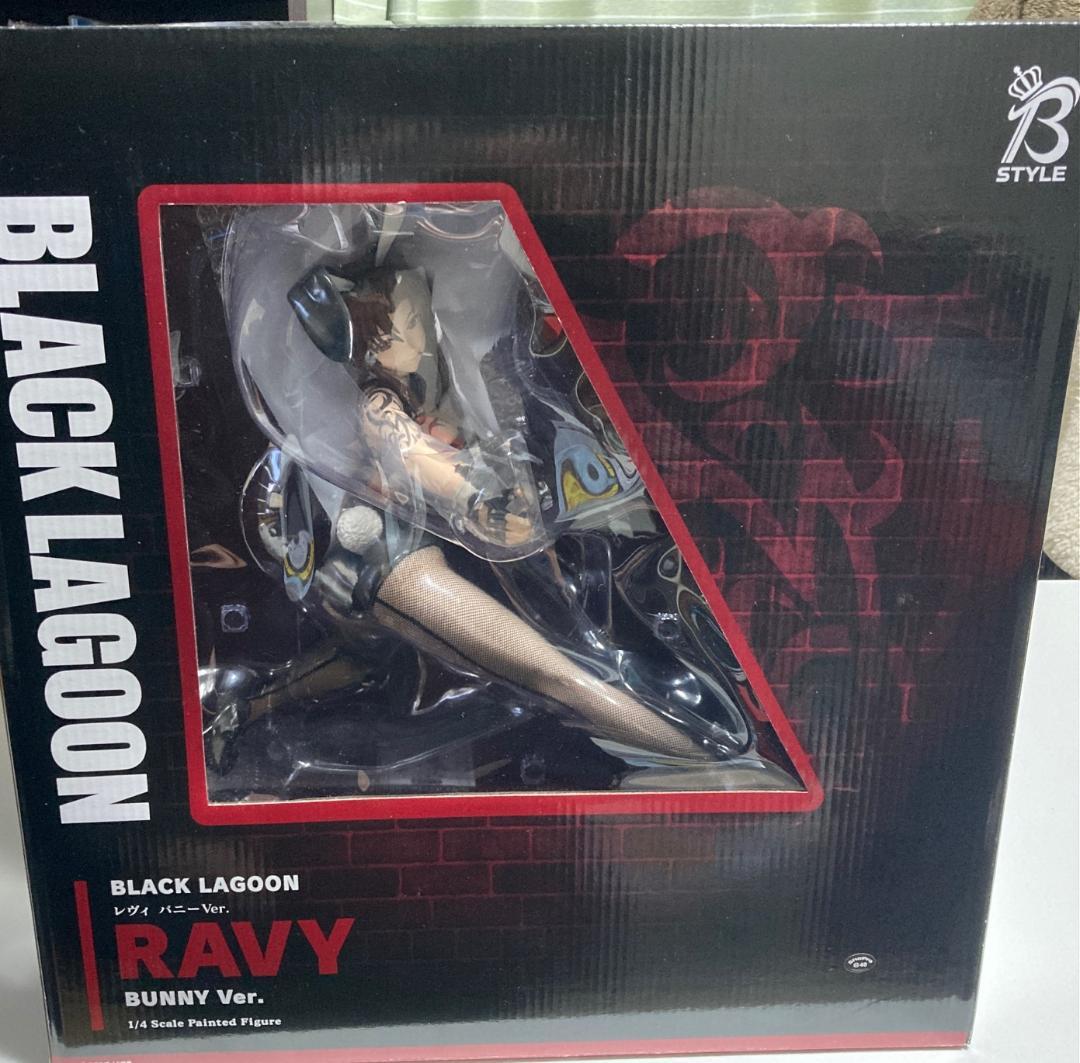 B
STYLE
BLACK LAGOON
BLACK LAGOON
レヴィ バニーVer.
RAVY
BUNNY Ver.
1/4 Scale Painted Figure